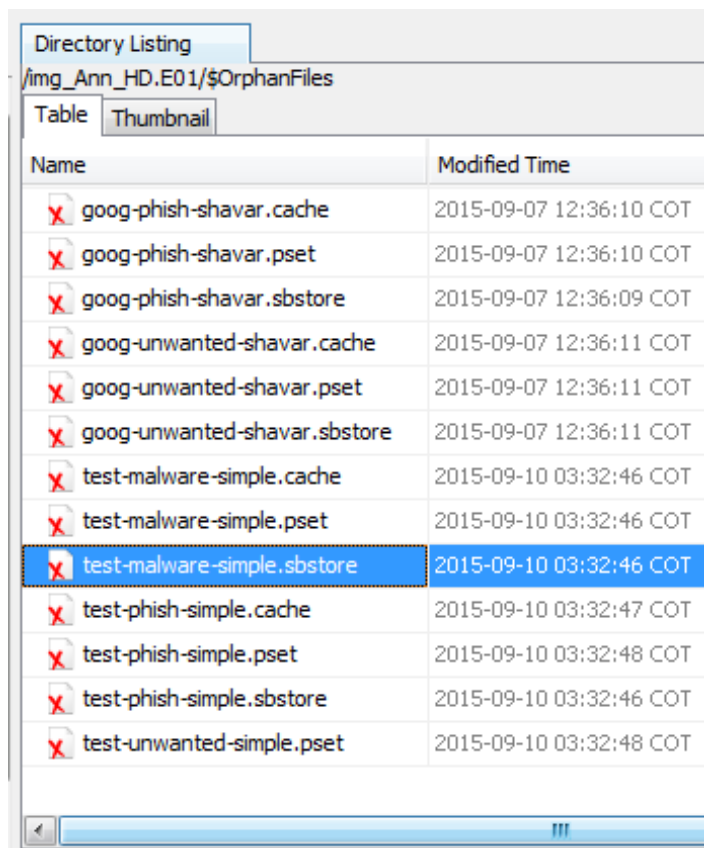 Directory Listing
/img_Ann_HD.E01/$OrphanFiles
Table Thumbnail
Name Modified Time
goog-phish-shavar.cache 2015-09-07 12:36:10 COT
goog-phish-shavar.pset 2015-09-07 12:36:10 COT
goog-phish-shavar.sbstore 2015-09-07 12:36:09 COT
goog-unwanted-shavar.cache 2015-09-07 12:36:11 COT
goog-unwanted-shavar.pset 2015-09-07 12:36:11 COT
goog-unwanted-shavar.sbstore 2015-09-07 12:36:11 COT
test-malware-simple.cache 2015-09-10 03:32:46 COT
test-malware-simple.pset 2015-09-10 03:32:46 COT
test-malware-simple.sbstore 2015-09-10 03:32:46 COT
test-phish-simple.cache 2015-09-10 03:32:47 COT
test-phish-simple.pset 2015-09-10 03:32:48 COT
test-phish-simple.sbstore 2015-09-10 03:32:46 COT
test-unwanted-simple.pset 2015-09-10 03:32:48 COT